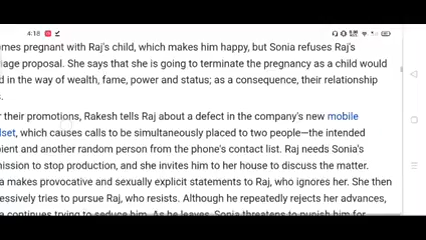 4:18
omes pregnant with Raj's child, which makes him happy, but Sonia refuses Raj's
iage proposal. She says that she is going to terminate the pregnancy as a child would
d in the way of wealth, fame, power and status; as a consequence, their relationship
s.
r their promotions, Rakesh tells Raj about a defect in the company's new mobile
dset, which causes calls to be simultaneously placed to two people—the intended
pient and another random person from the phone's contact list. Raj needs Sonia's
mission to stop production, and she invites him to her house to discuss the matter.
a makes provocative and sexually explicit statements to Raj, who ignores her. She then
essively tries to pursue Raj, who resists. Although he repeatedly rejects her advances,
a continues trying to seduce him. As he leaves, Sonia threatens to punish him for